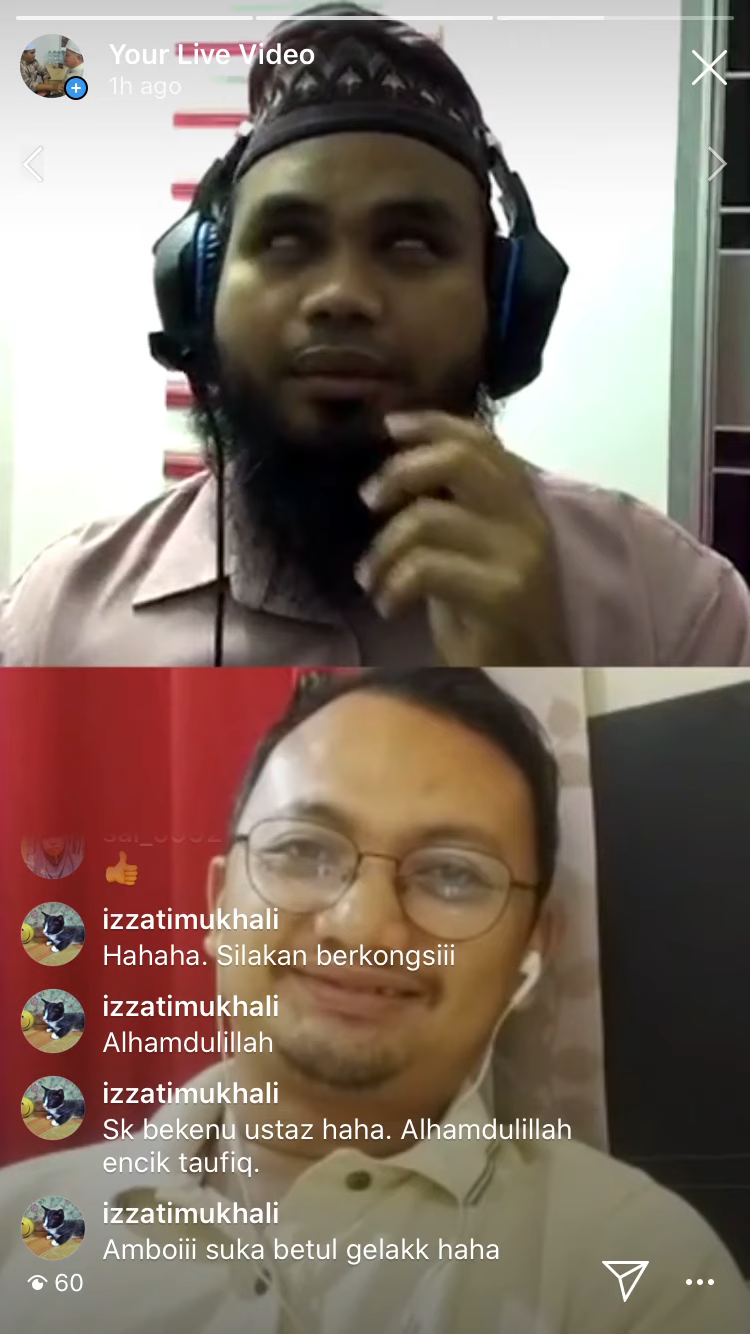 Your Live Video
1h ago
👍
izzatimukhali
Hahaha. Silakan berkongsiii
izzatimukhali
Alhamdulillah
izzatimukhali
Sk bekenu ustaz haha. Alhamdulillah
encik taufiq.
izzatimukhali
Amboiii suka betul gelakk haha
60